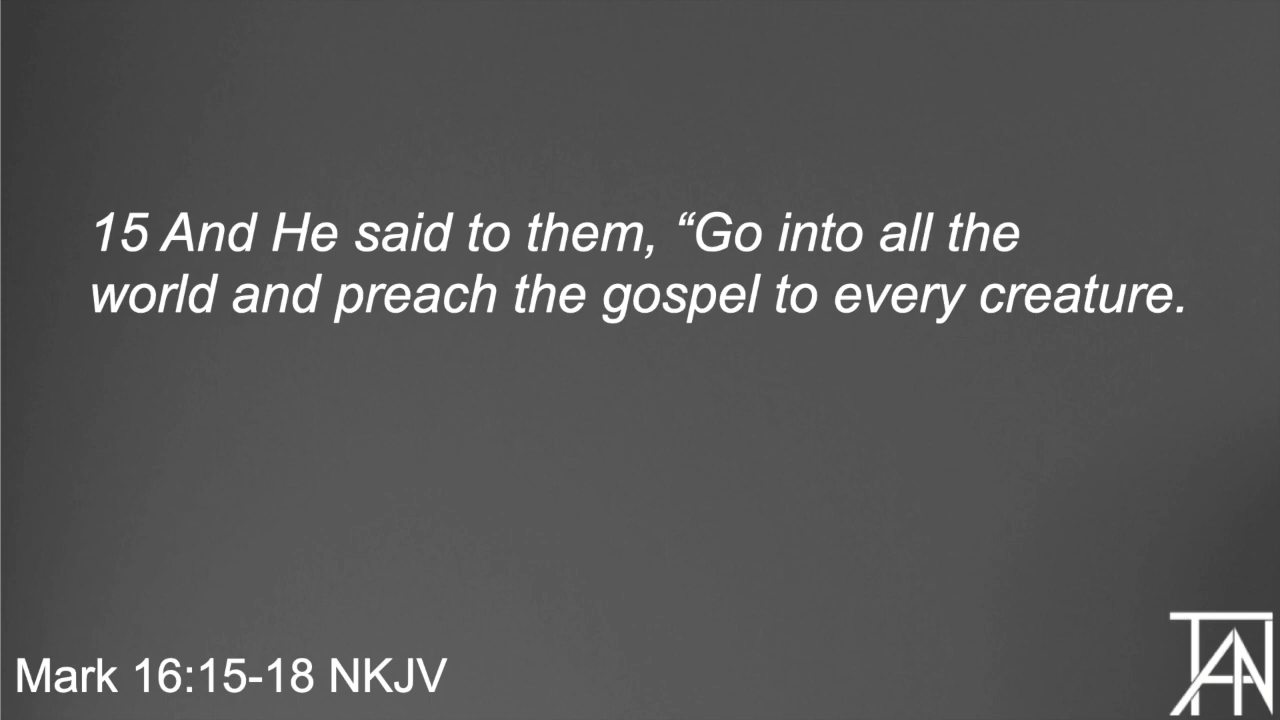 15 And He said to them, “Go into all the
world and preach the gospel to every creature.
Mark 16:15-18 NKJV
TAN